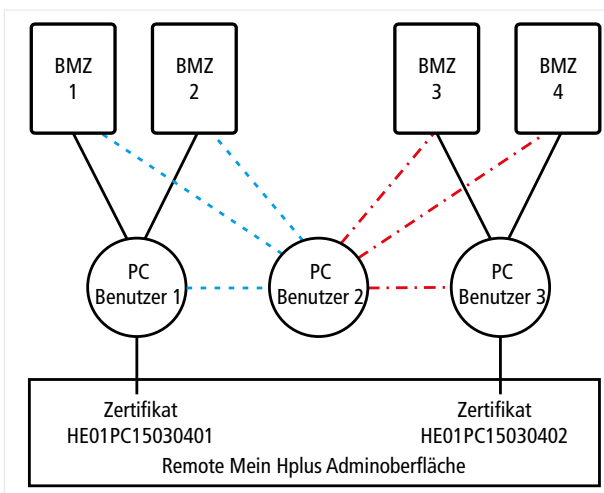 BMZ
1
BMZ
2
BMZ
3
BMZ
4
PC
Benutzer 1
PC
Benutzer 2
PC
Benutzer 3
Zertifikat
HE01PC15030401
Zertifikat
HE01PC15030402
Remote Mein Hplus Adminoberfläche